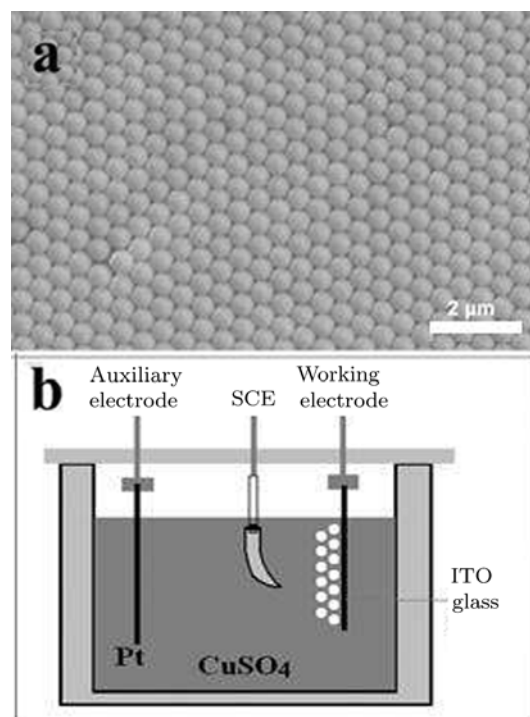 a
2 μm
b
Auxiliary
electrode
SCE
Working
electrode
ITO
glass
Pt
CuSO₄